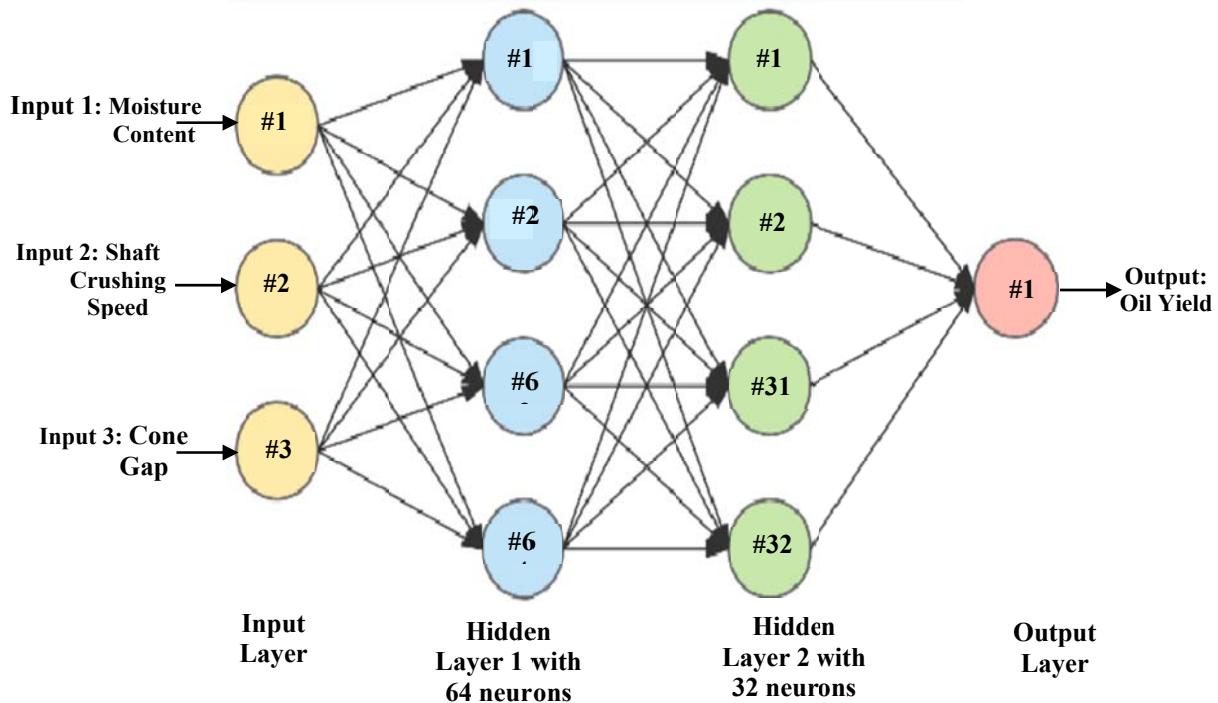 Input 1: Moisture
Content
#1
Input 2: Shaft
Crushing
Speed
#2
Input 3: Cone
Gap
#3
#1
#2
#6
#6
#1
#2
#31
#32
#1
Output:
Oil Yield
Input
Layer
Hidden
Layer 1 with
64 neurons
Hidden
Layer 2 with
32 neurons
Output
Layer